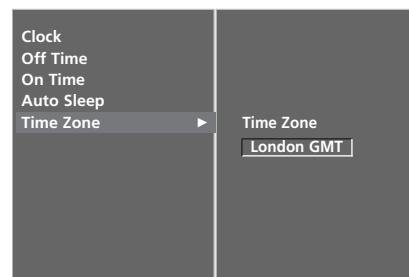 Clock
Off Time
On Time
Auto Sleep
Time Zone ►
Time Zone
London GMT